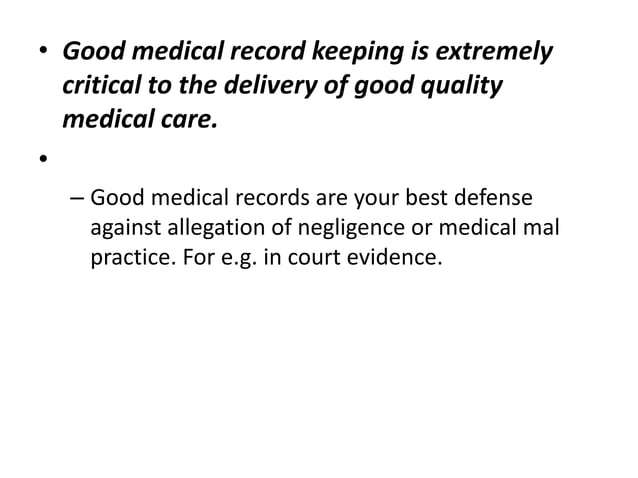 • Good medical record keeping is extremely
critical to the delivery of good quality
medical care.
•
– Good medical records are your best defense
against allegation of negligence or medical mal
practice. For e.g. in court evidence.